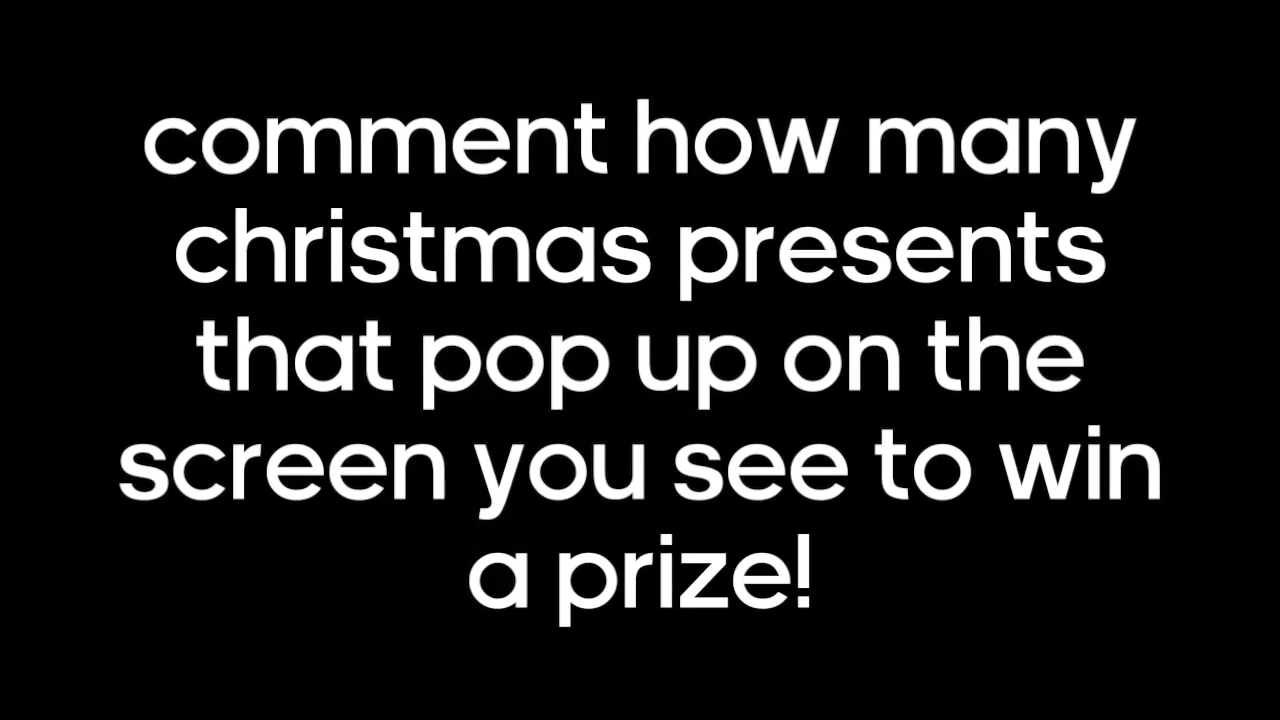 comment how many
christmas presents
that pop up on the
screen you see to win
a prize!